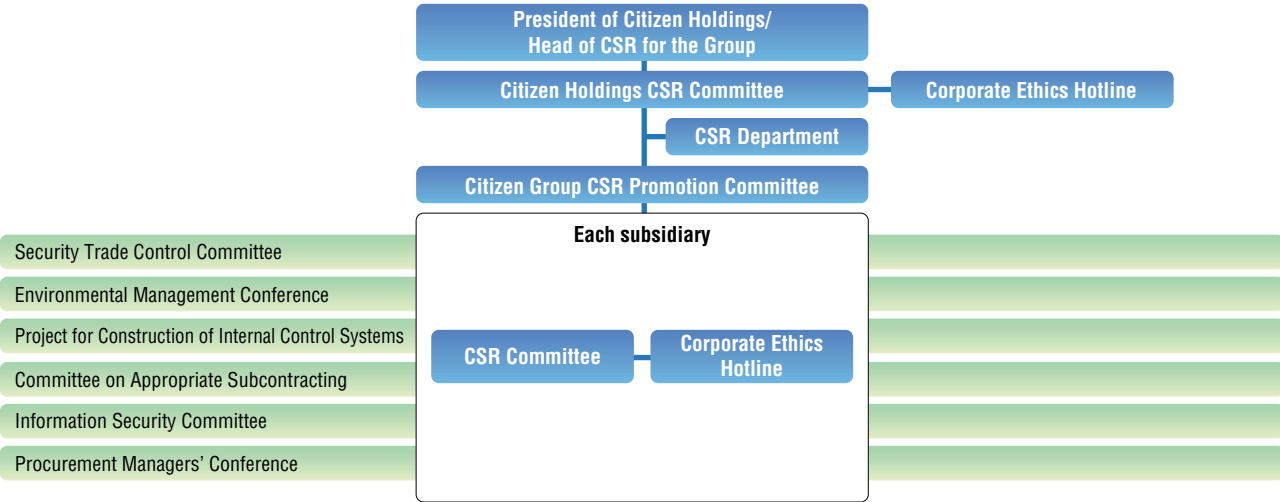 President of Citizen Holdings/
Head of CSR for the Group
Citizen Holdings CSR Committee
Corporate Ethics Hotline
CSR Department
Citizen Group CSR Promotion Committee
Each subsidiary
Security Trade Control Committee
Environmental Management Conference
Project for Construction of Internal Control Systems
Committee on Appropriate Subcontracting
Information Security Committee
Procurement Managers’ Conference
CSR Committee
Corporate Ethics
Hotline